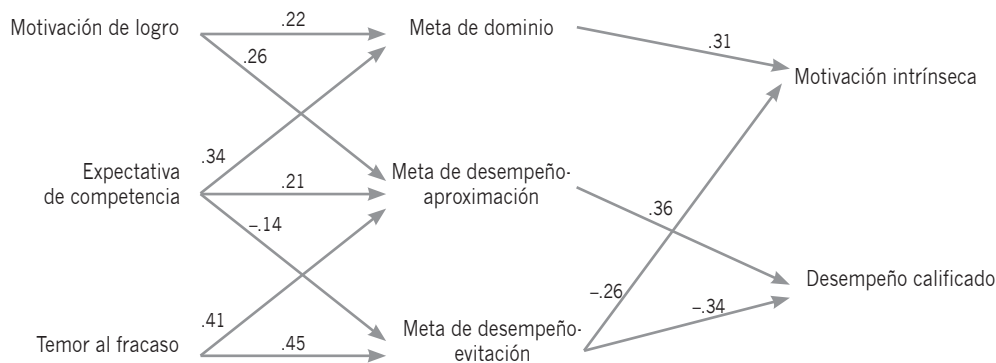 Motivación de logro
.22
Meta de dominio
.31
Motivación intrínseca
.26
.34
Expectativa
de competencia
.21
Meta de desempeño-
aproximación
.36
–.14
Desempeño calificado
–.26
–.34
.41
Temor al fracaso
.45
Meta de desempeño-
evitación